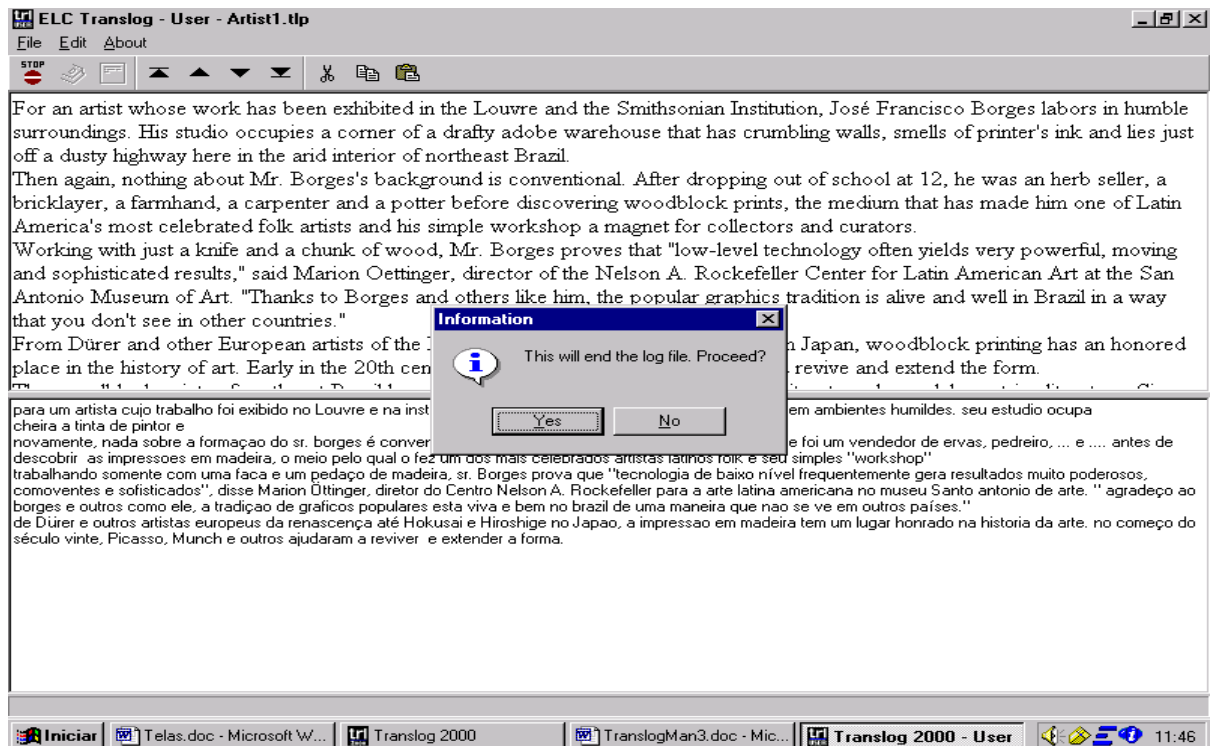 ELC Translog - User - Artist1.tlp
File Edit About
STOP
For an artist whose work has been exhibited in the Louvre and the Smithsonian Institution, José Francisco Borges labors in humble
surroundings. His studio occupies a corner of a drafty adobe warehouse that has crumbling walls, smells of printer's ink and lies just
off a dusty highway here in the arid interior of northeast Brazil.
Then again, nothing about Mr. Borges's background is conventional. After dropping out of school at 12, he was an herb seller, a
bricklayer, a farmhand, a carpenter and a potter before discovering woodblock prints, the medium that has made him one of Latin
America's most celebrated folk artists and his simple workshop a magnet for collectors and curators.
Working with just a knife and a chunk of wood, Mr. Borges proves that "low-level technology often yields very powerful, moving
and sophisticated results," said Marion Oettinger, director of the Nelson A. Rockefeller Center for Latin American Art at the San
Antonio Museum of Art. "Thanks to Borges and others like him, the popular graphics tradition is alive and well in Brazil in a way
that you don't see in other countries."
From Dürer and other European artists of the n Japan, woodblock printing has an honored
place in the history of art. Early in the 20th cen revive and extend the form.
Information
This will end the log file. Proceed?
Yes No
para um artista cujo trabalho foi exibido no Louvre e na inst em ambientes humildes. seu estudio ocupa
cheira a tinta de pintor e
novamente, nada sobre a formaçao do sr. borges é conver e foi um vendedor de ervas, pedreiro, ... e .... antes de
descobrir as impressoes em madeira, o meio pelo qual o fez um dos mais celebrados artistas latinos folk e seu simples "workshop"
trabalhando somente com uma faca e um pedaço de madeira, sr. Borges prova que "tecnologia de baixo nível frequentemente gera resultados muito poderosos,
comoventes e sofisticados", disse Marion Öttinger, diretor do Centro Nelson A. Rockefeller para a arte latina americana no museu Santo antonio de arte. " agradeço ao
borges e outros como ele, a tradiçao de graficos populares esta viva e bem no brazil de uma maneira que nao se ve em outros países."
de Dürer e outros artistas europeus da renascença até Hokusai e Hiroshige no Japao, a impressao em madeira tem um lugar honrado na historia da arte. no começo do
século vinte, Picasso, Munch e outros ajudaram a reviver e extender a forma.
Iniciar Telas.doc - Microsoft W... Translog 2000 TranslogMan3.doc - Mic... Translog 2000 - User 11:46